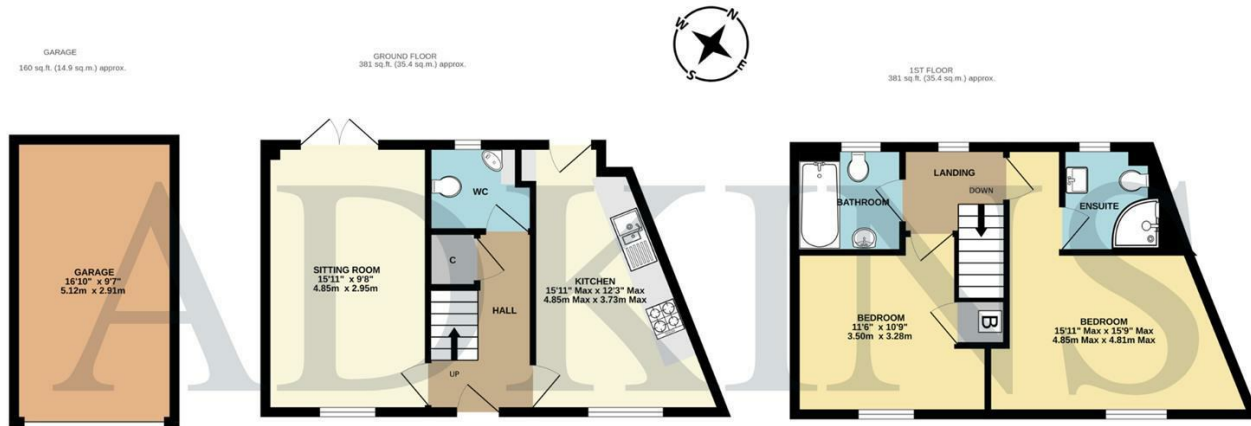 GARAGE
160 sq.ft. (14.9 sq.m.) approx.
GROUND FLOOR
381 sq.ft. (35.4 sq.m.) approx.
N
W
E
S
1ST FLOOR
381 sq.ft. (35.4 sq.m.) approx.
GARAGE
16'10" x 9'7"
5.12m x 2.91m
SITTING ROOM
15'11" x 9'8"
4.85m x 2.95m
WC
C
HALL
UP
KITCHEN
15'11" Max x 12'3" Max
4.85m Max x 3.73m Max
BATHROOM
LANDING
DOWN
ENSUITE
BEDROOM
11'6" x 10'9"
3.50m x 3.28m
B
BEDROOM
15'11" Max x 15'9" Max
4.85m Max x 4.81m Max
ADKINS